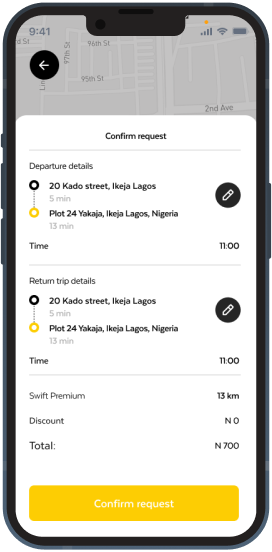 9:41
96th St
97th St
95th St
2nd Ave
Confirm request
Departure details
20 Kado street, Ikeja Lagos
5 min
Plot 24 Yakaja, Ikeja Lagos, Nigeria
13 min
Time 11:00
Return trip details
20 Kado street, Ikeja Lagos
5 min
Plot 24 Yakaja, Ikeja Lagos, Nigeria
13 min
Time 11:00
Swift Premium 13 km
Discount N 0
Total: N 700
Confirm request